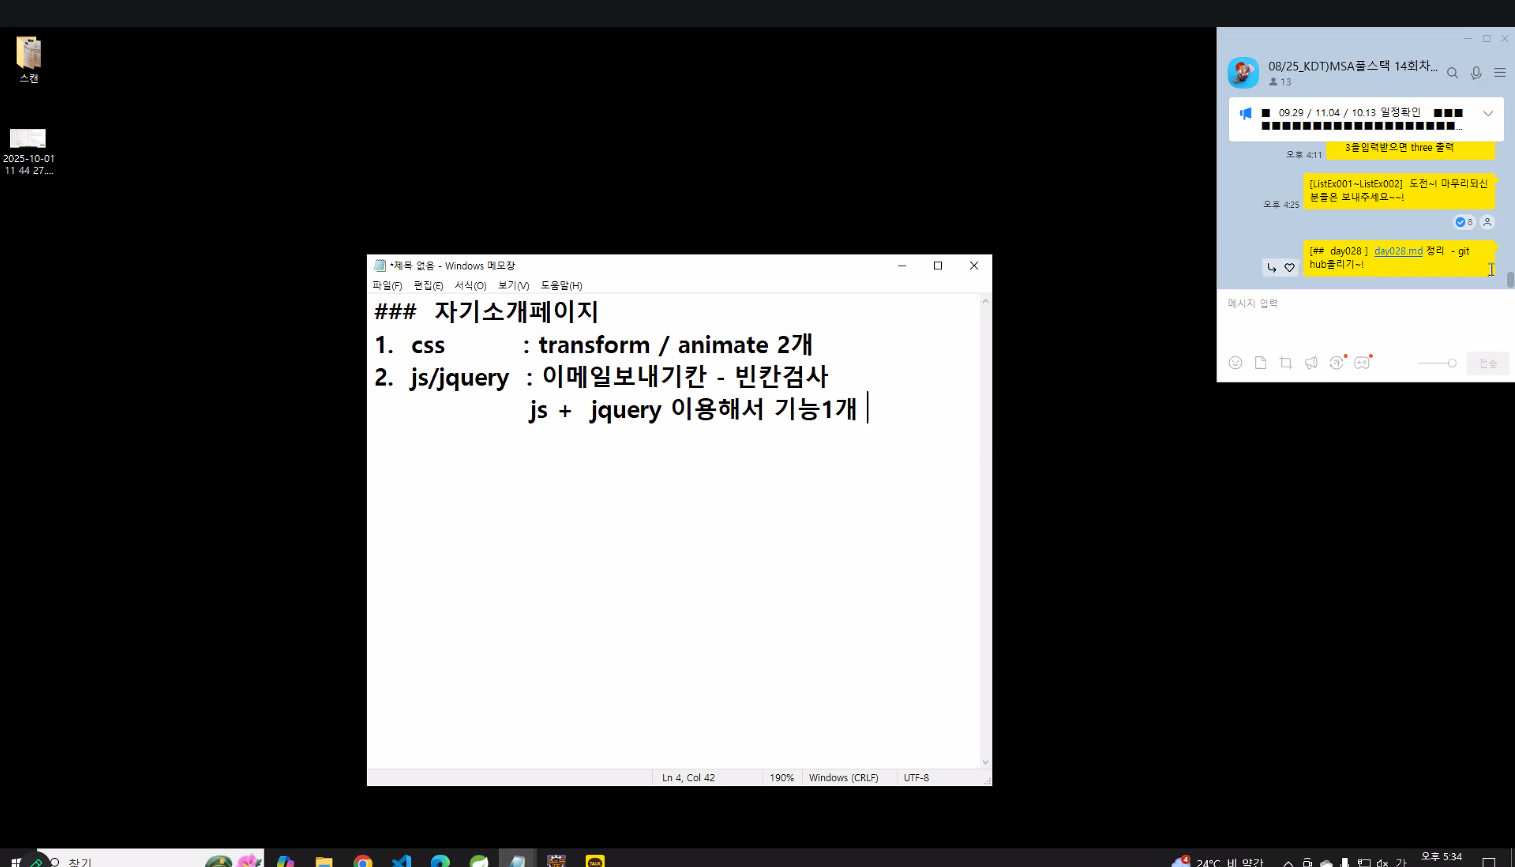 스캔
2025-10-01
11 44 27....
*제목 없음 - Windows 메모장
파일(F) 편집(E) 서식(O) 보기(V) 도움말(H)
### 자기소개페이지
1. css : transform / animate 2개
2. js/jquery : 이메일보내기칸 - 빈칸검사
js + jquery 이용해서 기능1개
Ln 4, Col 42 190% Windows (CRLF) UTF-8
08/25_KDT)MSA풀스택 14회차...
13
■ 09.29 / 11.04 / 10.13 일정확인 ■■■
■■■■■■■■■■■■■■■■■■■...
3을입력받으면 three 출력
오후 4:11
[ListEx001~ListEx002] 도전~! 마무리되신
분들은 보내주세요~~!
오후 4:25
8
[## day028 ] day028.md 정리 - git
hub올리기~!
메시지 입력
전송
찾기
TALK
4
24°C 비 약간
가
오후 5:34